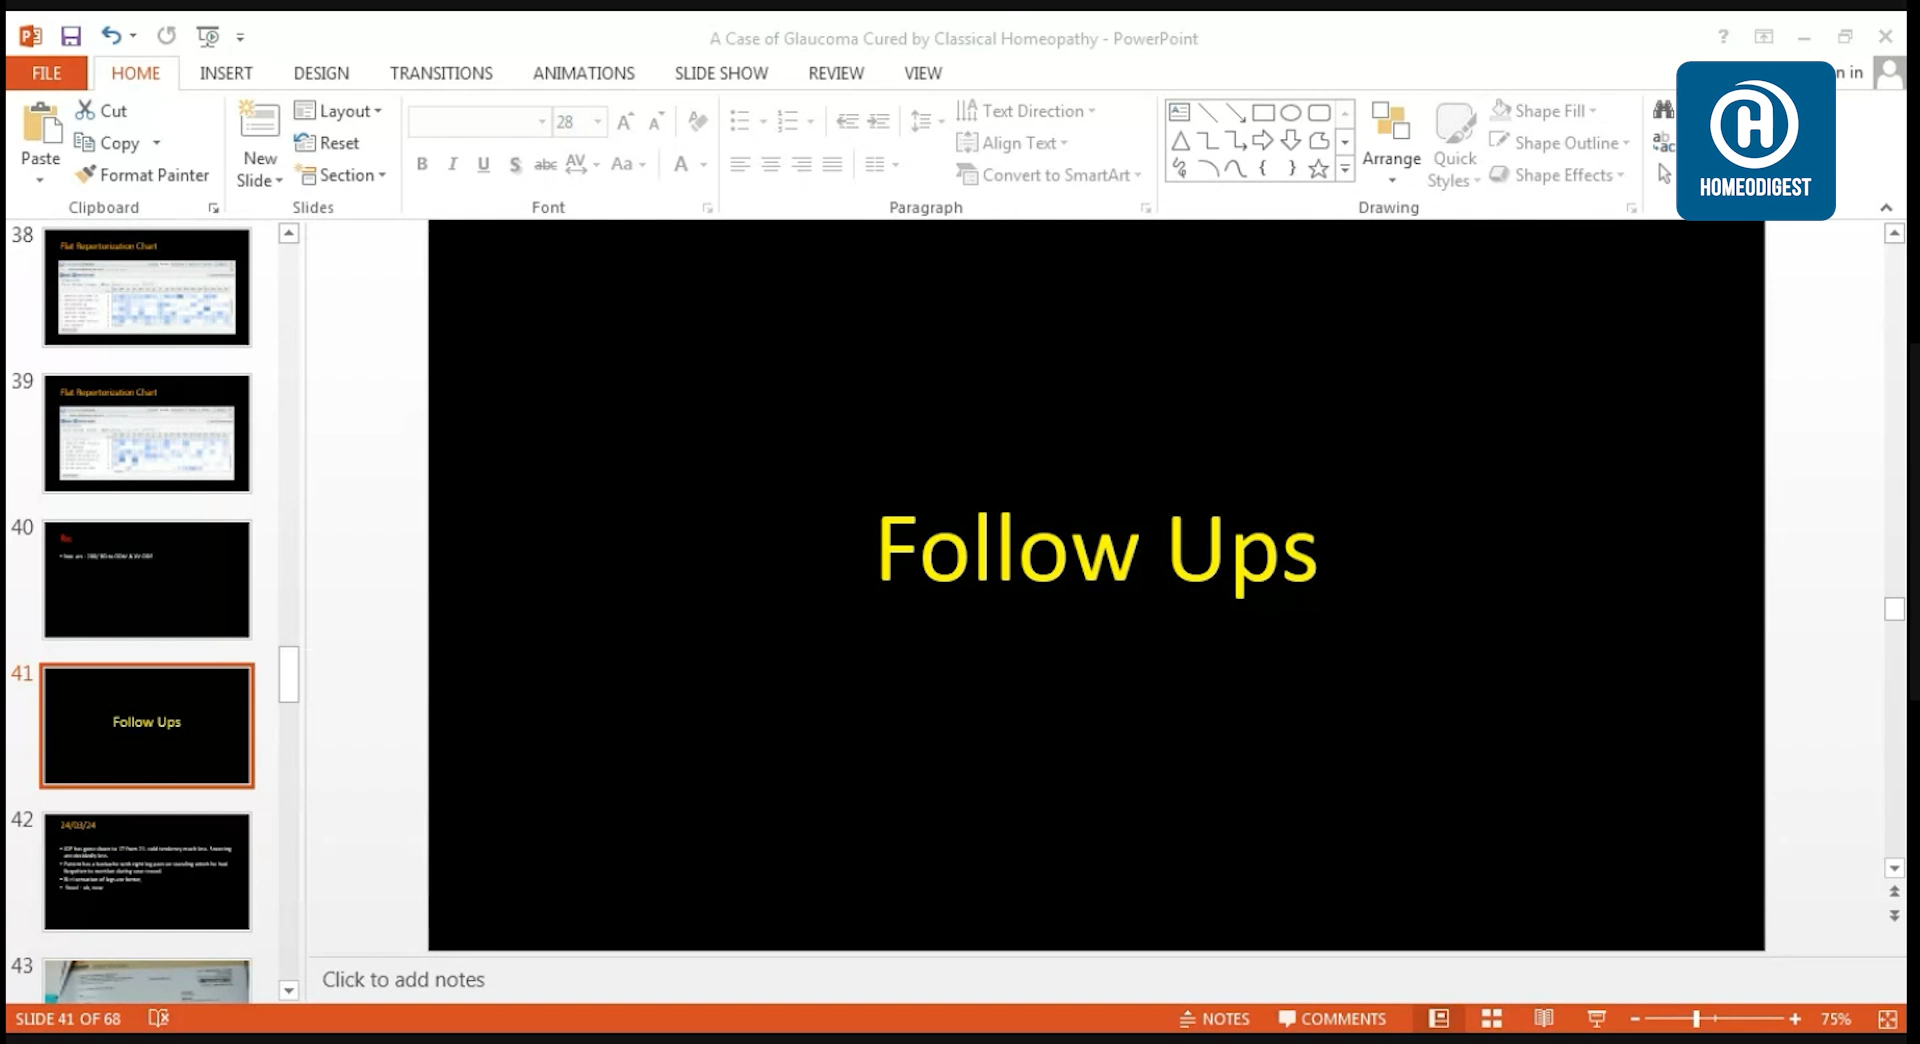 A Case of Glaucoma Cured by Classical Homeopathy - PowerPoint
?
FILE
HOME
INSERT
DESIGN
TRANSITIONS
ANIMATIONS
SLIDE SHOW
REVIEW
VIEW
n in
Cut
Copy
Format Painter
Paste
Clipboard
New
Slide
Layout
Reset
Section
Slides
28
B I U S abc AV Aa A
Font
Text Direction
Align Text
Convert to SmartArt
Paragraph
Arrange
Quick
Styles
Shape Fill
Shape Outline
Shape Effects
Drawing
HOMEODIGEST
38
Flat Repertorization Chart
39
Flat Repertorization Chart
40
41
Follow Ups
42
24/03/24
43
Follow Ups
Click to add notes
SLIDE 41 OF 68
NOTES
COMMENTS
75%